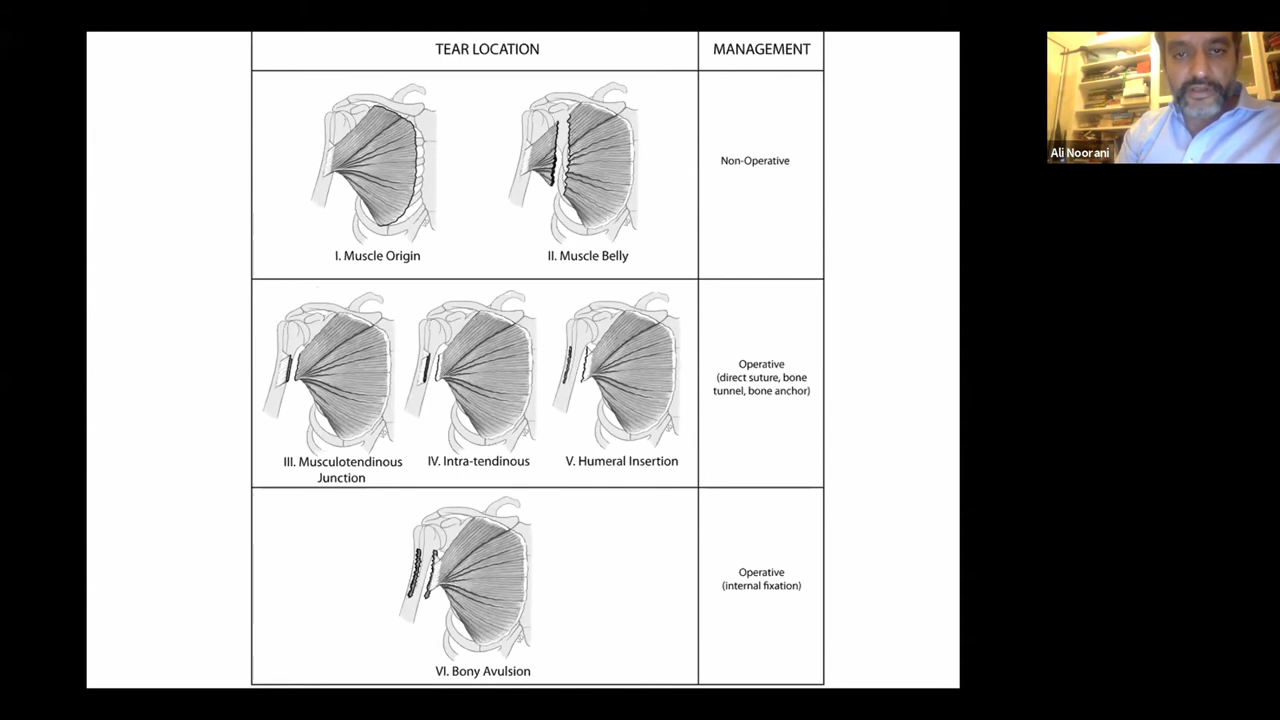 TEAR LOCATION
MANAGEMENT
Non-Operative
I. Muscle Origin
II. Muscle Belly
Operative
(direct suture, bone
tunnel, bone anchor)
III. Musculotendinous
Junction
IV. Intra-tendinous
V. Humeral Insertion
Operative
(internal fixation)
VI. Bony Avulsion
Ali Noorani